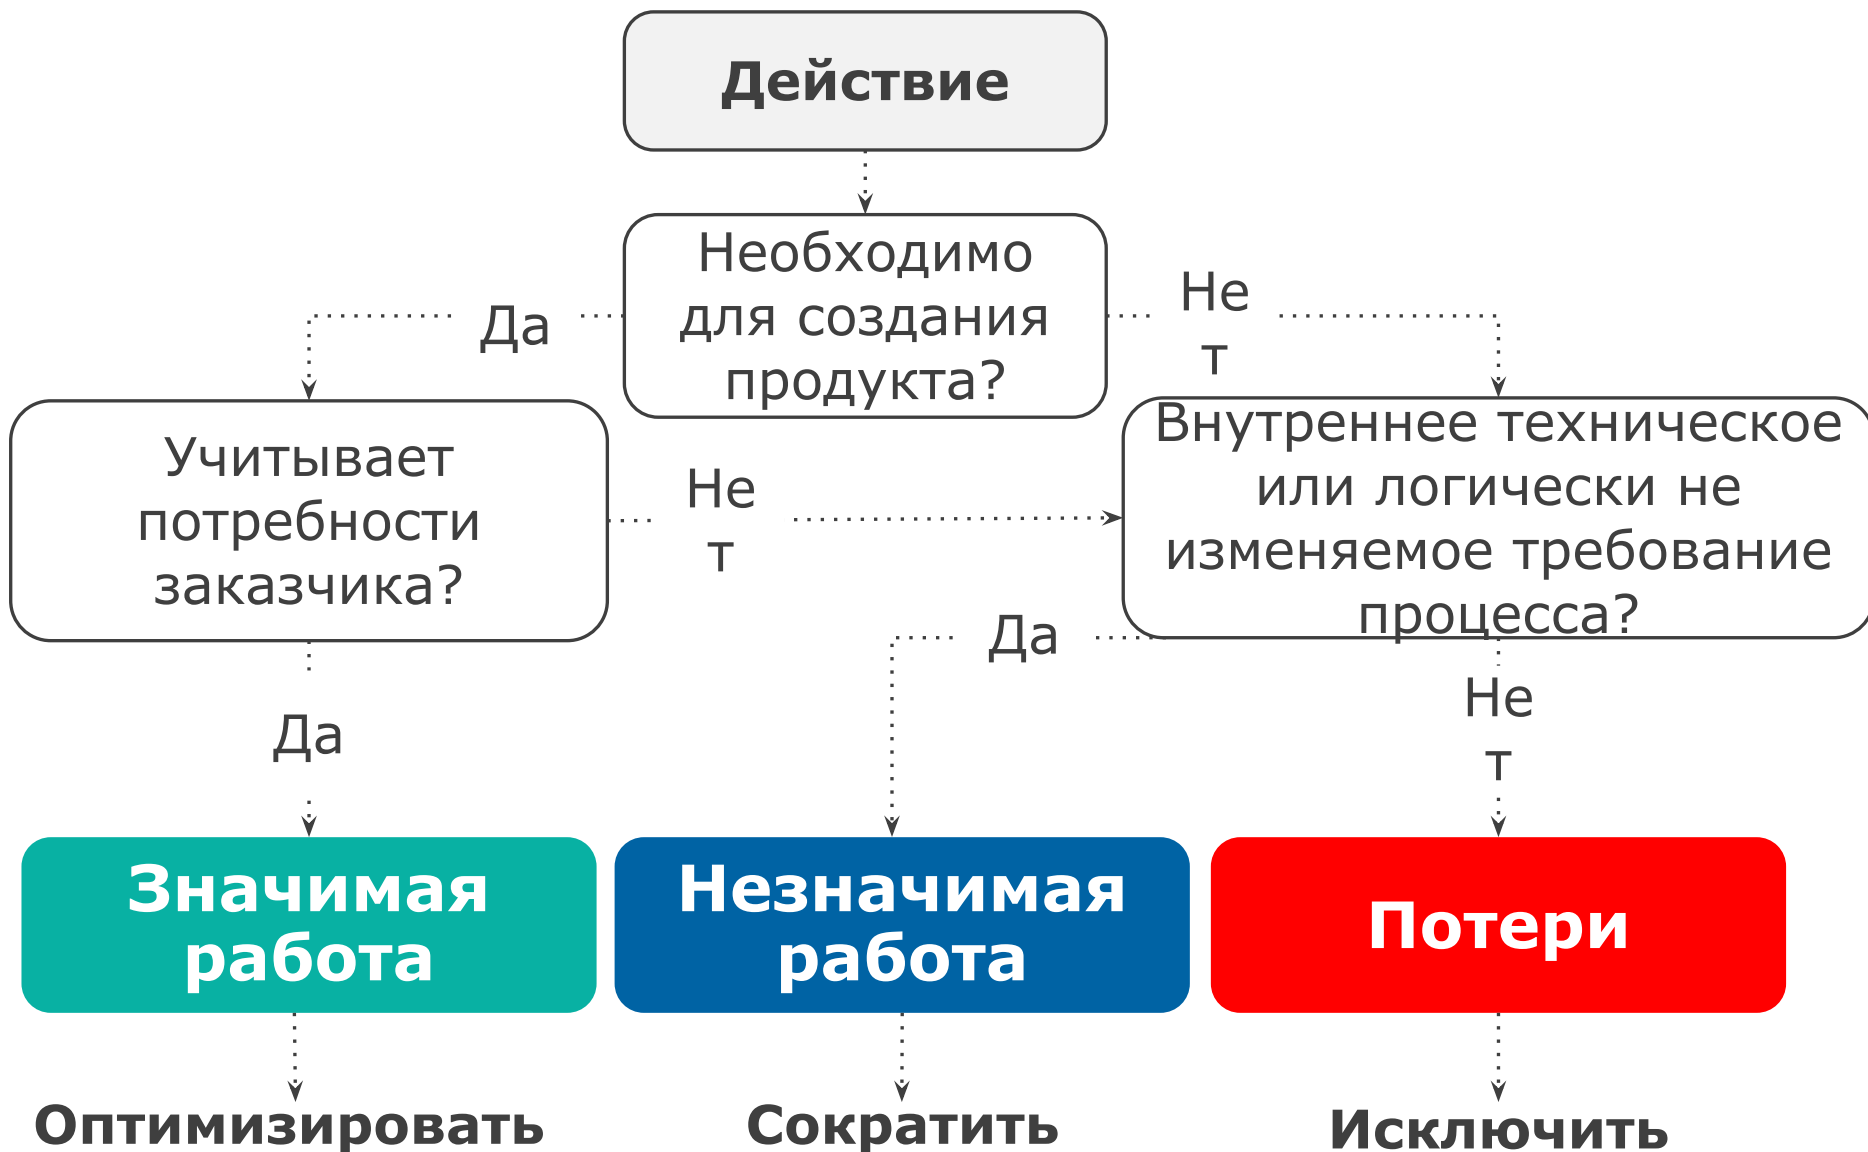 Действие
Необходимо
для создания
продукта?
Да
Не
т
Учитывает
потребности
заказчика?
Не
т
Внутреннее техническое
или логически не
изменяемое требование
процесса?
Да
Да
Не
т
Значимая
работа
Незначимая
работа
Потери
Оптимизировать
Сократить
Исключить